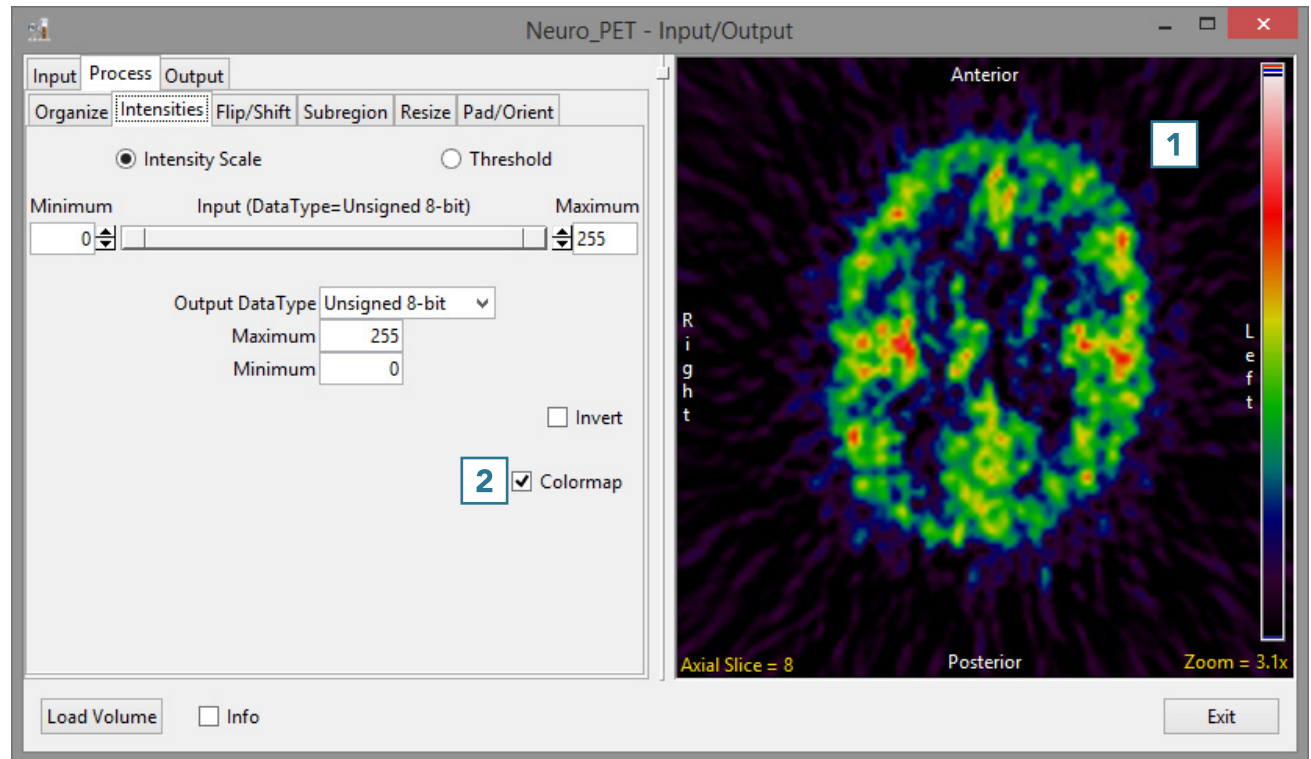 Neuro_PET - Input/Output
Input Process Output
Organize Intensities Flip/Shift Subregion Resize Pad/Orient
Intensity Scale Threshold
Minimum Input (DataType=Unsigned 8-bit) Maximum
0 255
Output DataType Unsigned 8-bit
Maximum 255
Minimum 0
Invert
2 Colormap
Load Volume Info
Anterior
1
Right
Left
Axial Slice = 8 Posterior Zoom = 3.1x
Exit